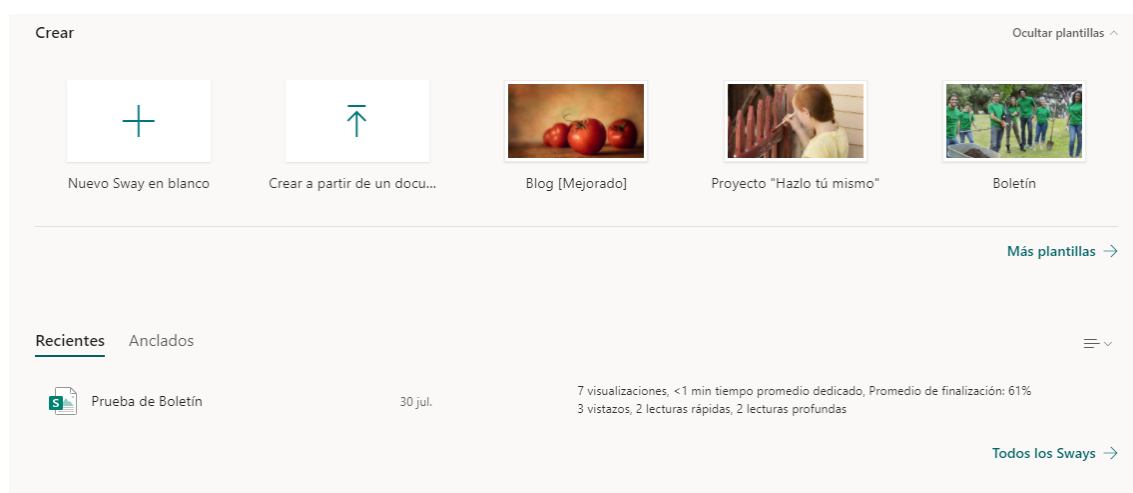 Crear
Ocultar plantillas
Nuevo Sway en blanco
Crear a partir de un docu...
Blog [Mejorado]
Proyecto "Hazlo tú mismo"
Boletín
Más plantillas
Recientes
Anclados
S
Prueba de Boletín
30 jul.
7 visualizaciones, <1 min tiempo promedio dedicado, Promedio de finalización: 61%
3 vistazos, 2 lecturas rápidas, 2 lecturas profundas
Todos los Sways